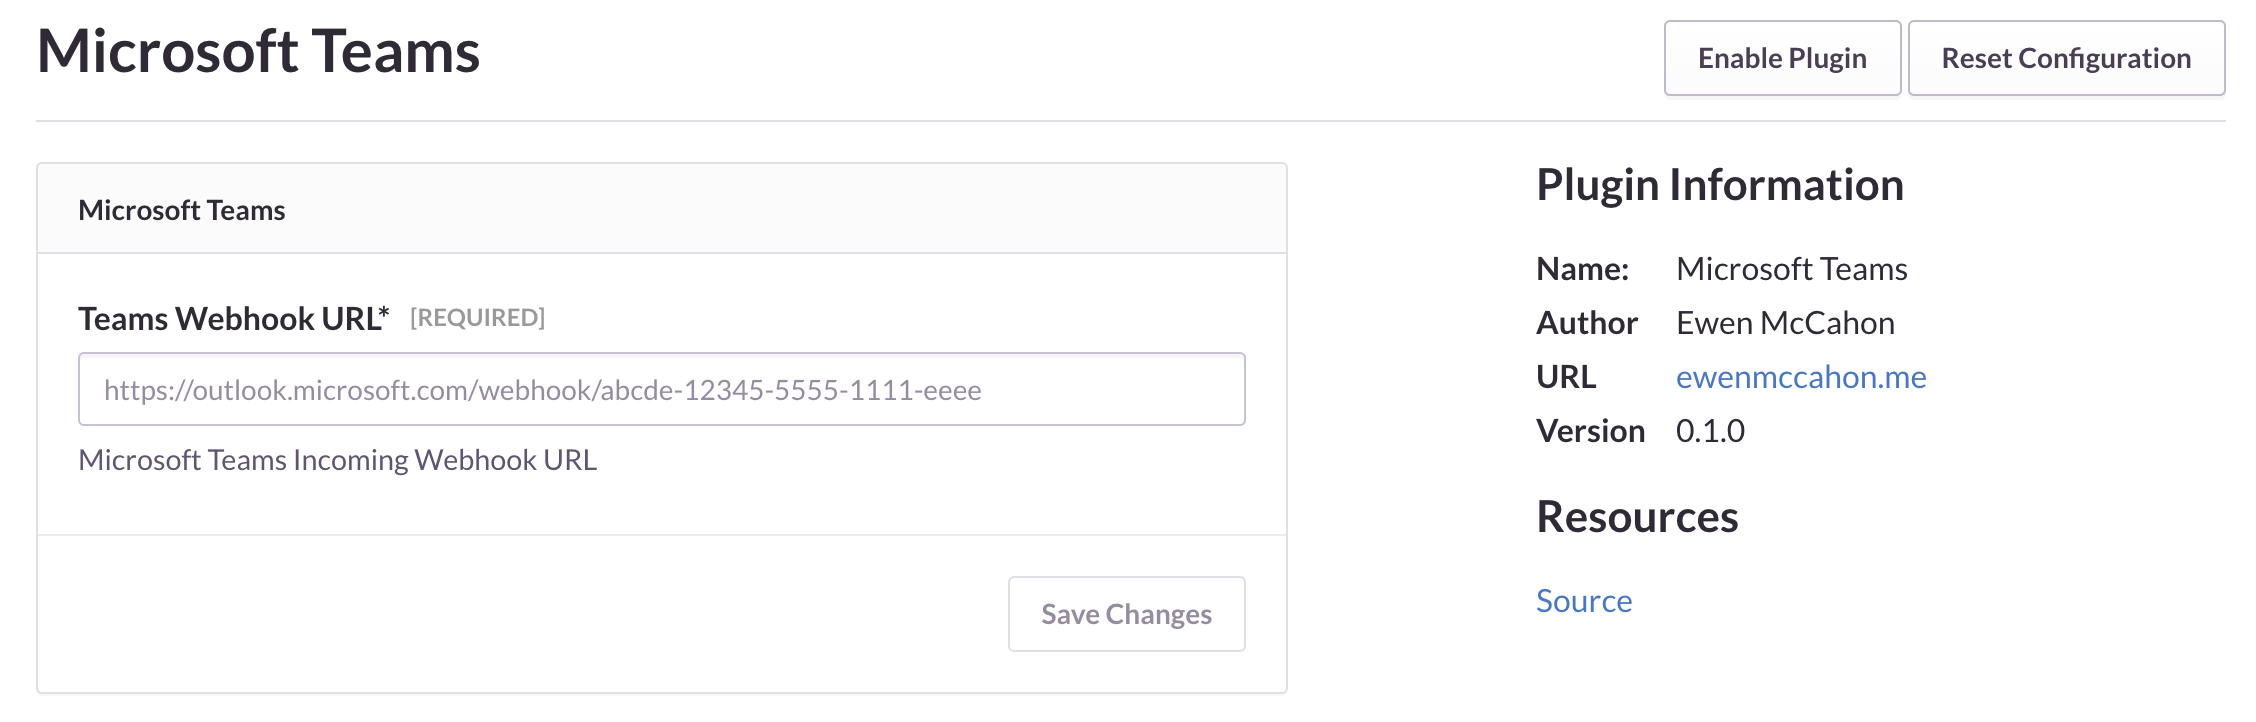 Microsoft Teams
Enable Plugin
Reset Configuration
Microsoft Teams
Teams Webhook URL* [REQUIRED]
https://outlook.microsoft.com/webhook/abcde-12345-5555-1111-eeee
Microsoft Teams Incoming Webhook URL
Save Changes
Plugin Information
Name: Microsoft Teams
Author Ewen McCahon
URL ewenmccahon.me
Version 0.1.0
Resources
Source